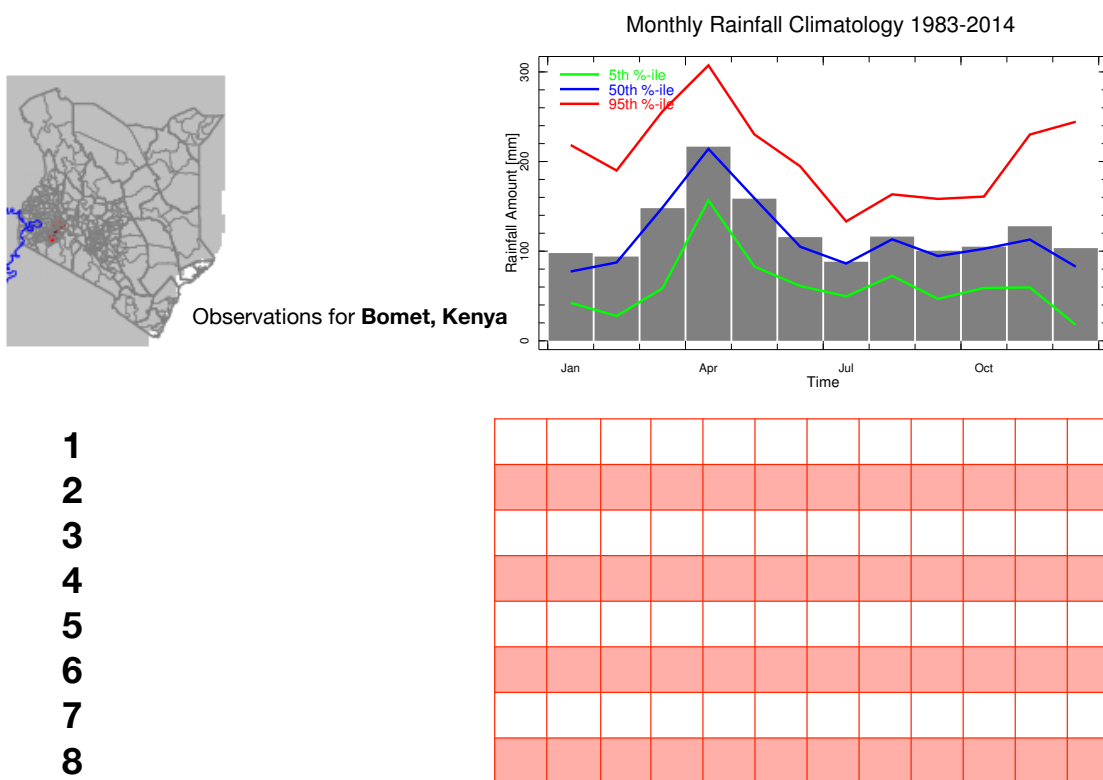 Monthly Rainfall Climatology 1983-2014
300
200
100
0
Rainfall Amount [mm]
5th %-ile
50th %-ile
95th %-ile
Jan Apr Jul Oct
Time
Observations for Bomet, Kenya
1
2
3
4
5
6
7
8